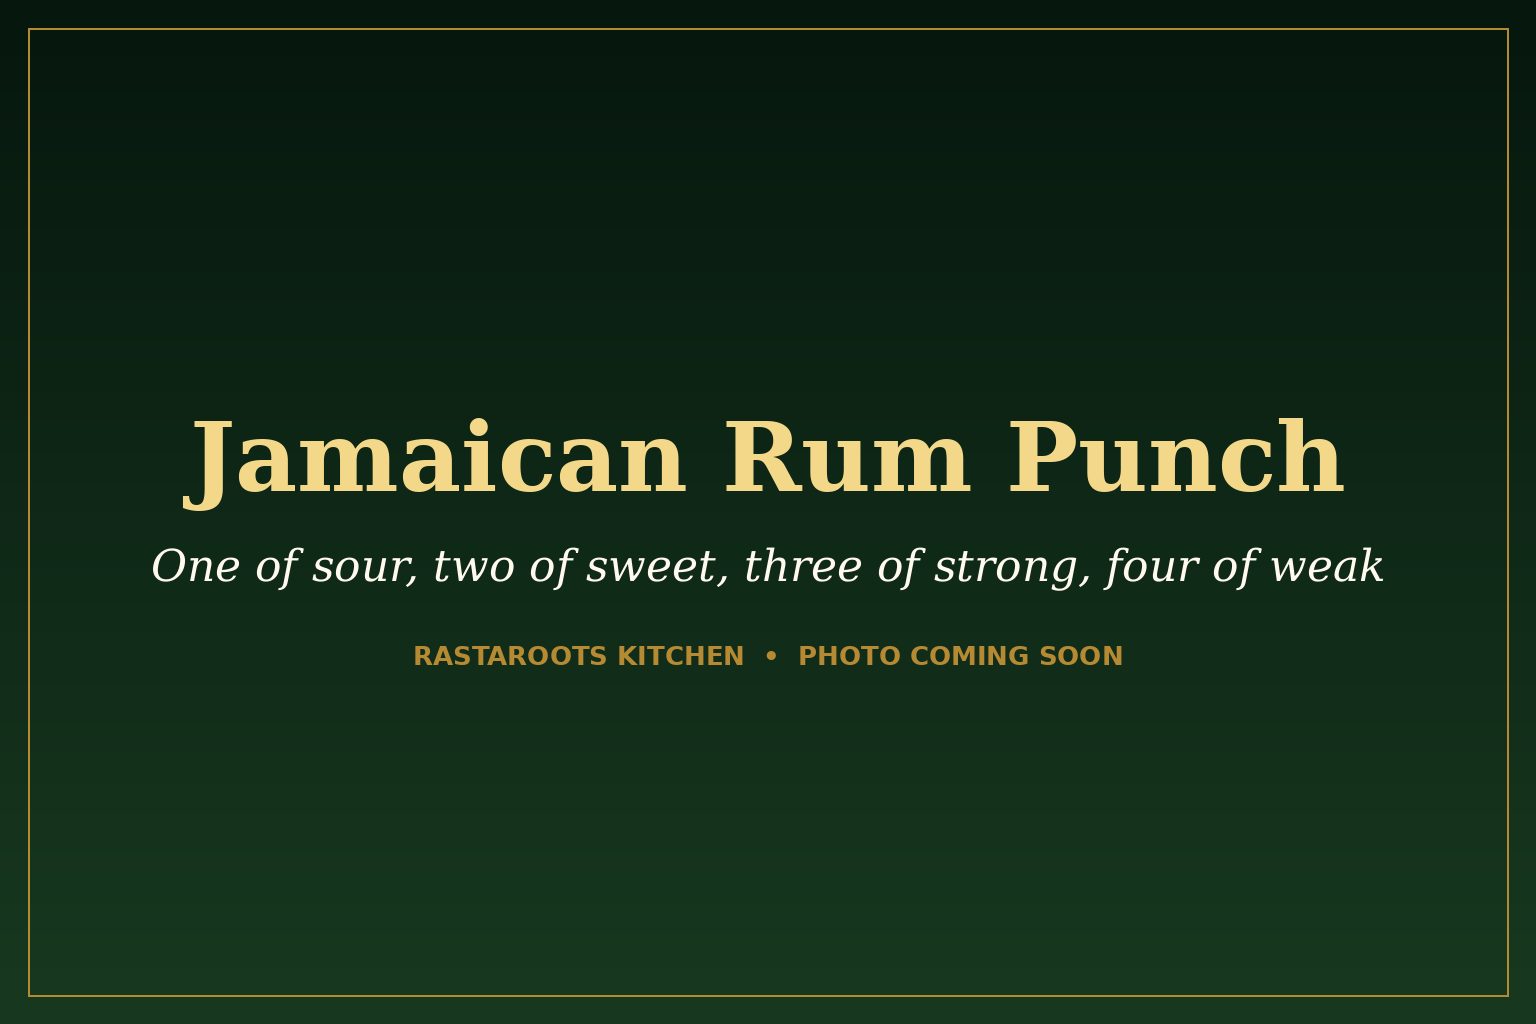 Jamaican Rum Punch
One of sour, two of sweet, three of strong, four of weak
RASTAROOTS KITCHEN • PHOTO COMING SOON